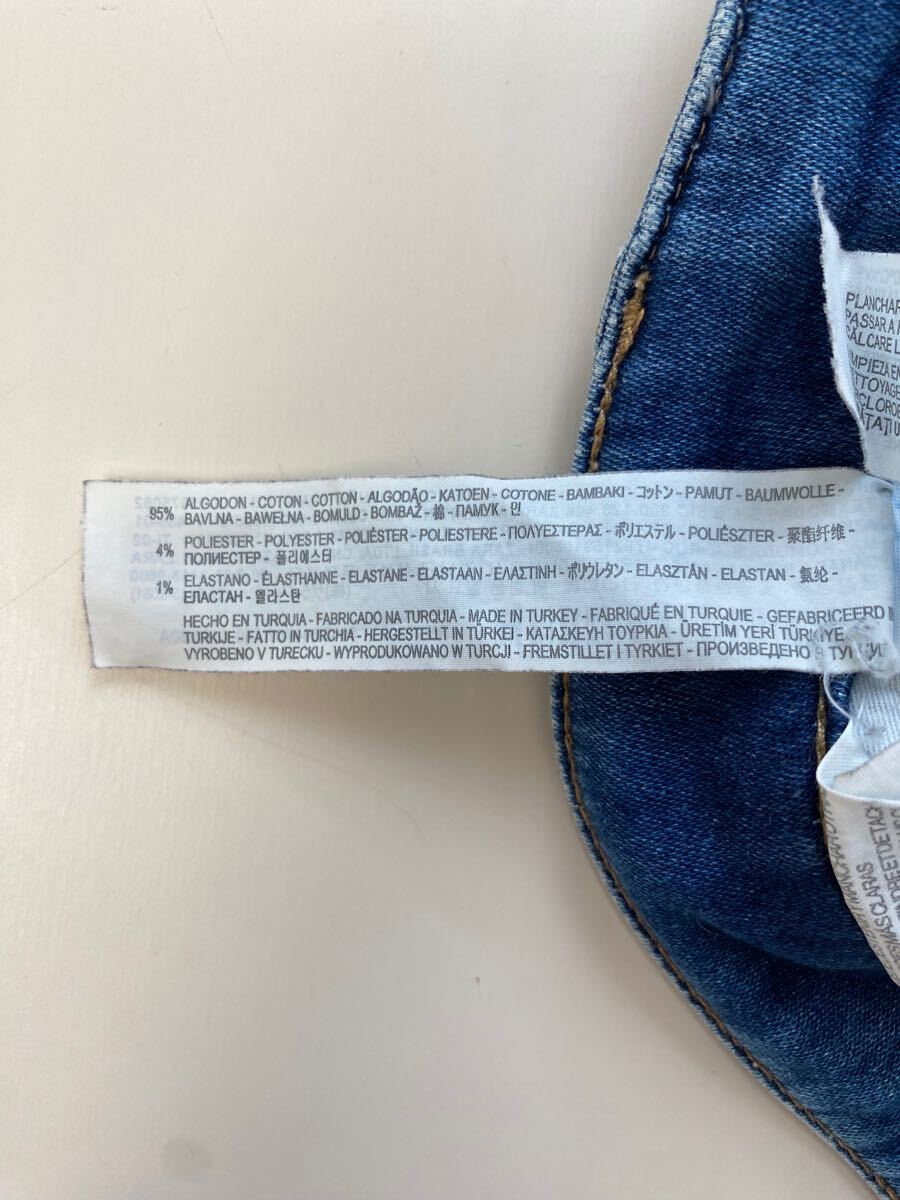 95% ALGODON - COTON - COTTON - ALGODÃO - KATOEN - COTONE - BAMBAKI - コットン - PAMUT - BAUMWOLLE -
BAVLNA - BAWEŁNA - BOMULD - BOMBAŽ - 棉 - ПАМУК - 면
4% POLIESTER - POLYESTER - POLIÉSTER - POLIESTERE - ΠΟΛΥΕΣΤΕΡΑΣ - ポリエステル - POLIÉSZTER - 聚酯纤维 -
ПОЛИЕСТЕР - 폴리에스터
1% ELASTANO - ÉLASTHANNE - ELASTANE - ELASTAAN - ΕΛΑΣΤΙΝΗ - ポリウレタン - ELASZTÁN - ELASTAN - 氨纶 -
ЕЛАСТАН - 엘라스탄
HECHO EN TURQUIA - FABRICADO NA TURQUIA - MADE IN TURKEY - FABRIQUÉ EN TURQUIE - GEFABRICEERD
TURKIJE - FATTO IN TURCHIA - HERGESTELLT IN TÜRKEI - ΚΑΤΑΣΚΕΥΗ ΤΟΥΡΚΙΑ - ÜRETİM YERİ
VYROBENO V TURECKU - WYPRODUKOWANO W TURCJI - FREMSTILLET I TYRKIET - ПРОИЗВЕДЕНО
PASSAR A
CARE